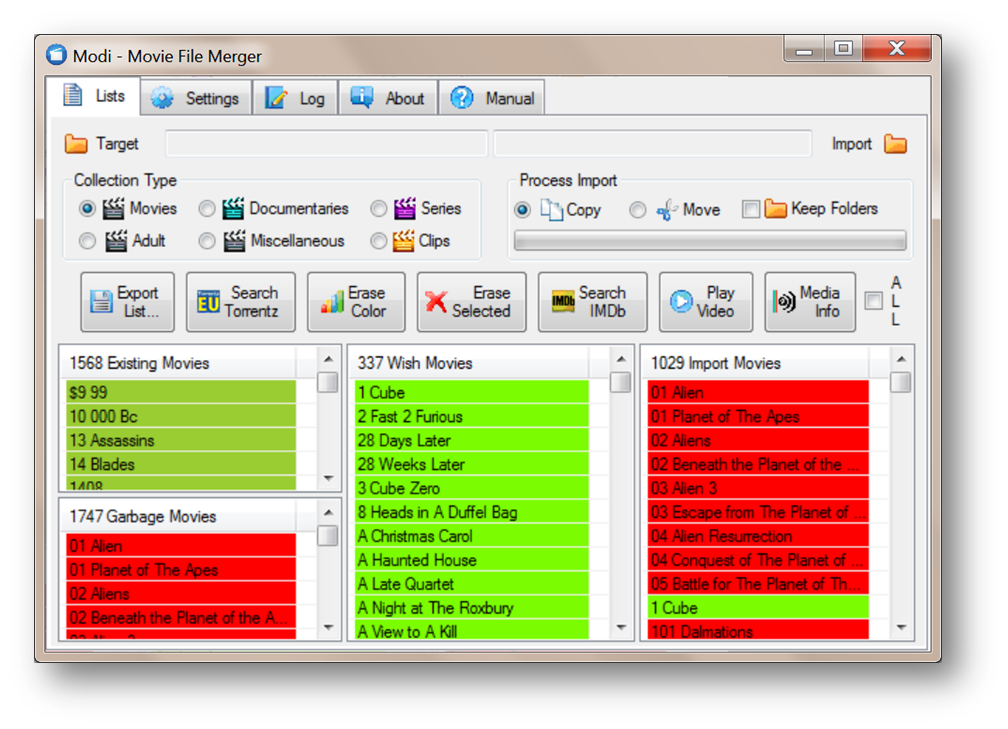 Modi - Movie File Merger
Lists
Settings
Log
About
Manual
Target
Import
Collection Type
Movies
Documentaries
Series
Adult
Miscellaneous
Clips
Process Import
Copy
Move
Keep Folders
Export
List...
EU
Search
Torrentz
Erase
Color
Erase
Selected
IMDb
Search
IMDb
Play
Video
Media
Info
A
L
L
1568 Existing Movies
$9 99
10 000 Bc
13 Assassins
14 Blades
1408
1747 Garbage Movies
01 Alien
01 Planet of The Apes
02 Aliens
02 Beneath the Planet of the A...
03 Alien 3
337 Wish Movies
1 Cube
2 Fast 2 Furious
28 Days Later
28 Weeks Later
3 Cube Zero
8 Heads in A Duffel Bag
A Christmas Carol
A Haunted House
A Late Quartet
A Night at The Roxbury
A View to A Kill
1029 Import Movies
01 Alien
01 Planet of The Apes
02 Aliens
02 Beneath the Planet of the ...
03 Alien 3
03 Escape from The Planet of ...
04 Alien Resurrection
04 Conquest of The Planet of ...
05 Battle for The Planet of Th...
1 Cube
101 Dalmations